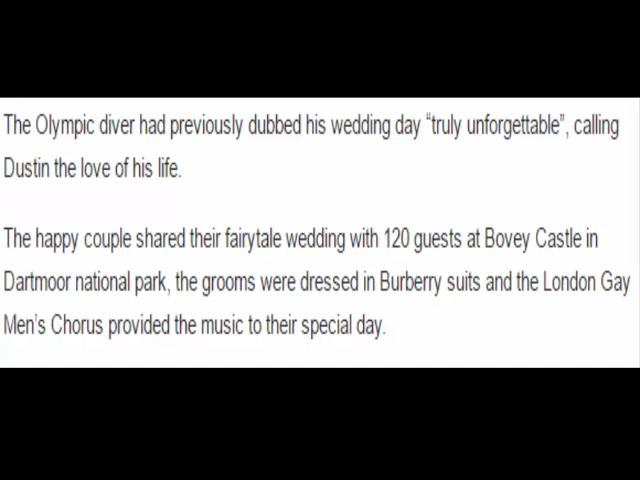 The Olympic diver had previously dubbed his wedding day “truly unforgettable”, calling
Dustin the love of his life.
The happy couple shared their fairytale wedding with 120 guests at Bovey Castle in
Dartmoor national park, the grooms were dressed in Burberry suits and the London Gay
Men’s Chorus provided the music to their special day.